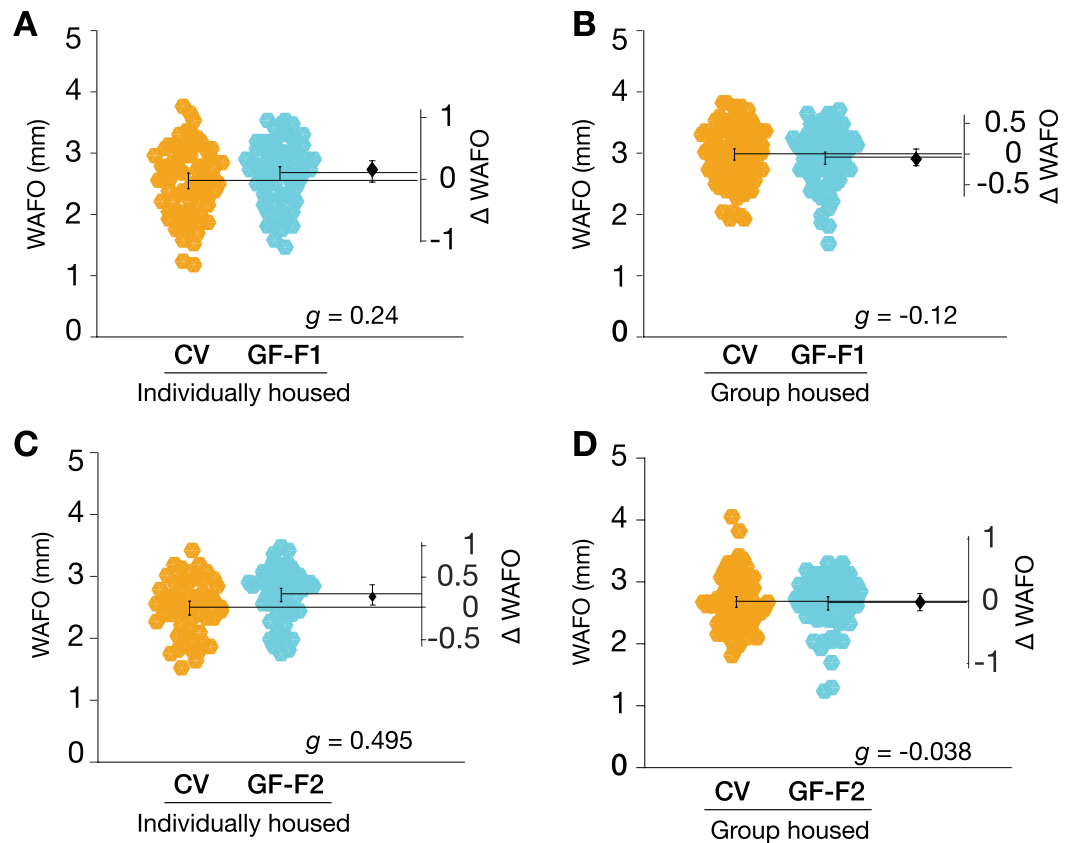 A
WAFO (mm)
5
4
3
2
1
0
1
0
-1
Δ WAFO
g = 0.24
CV GF-F1
Individually housed
B
WAFO (mm)
5
4
3
2
1
0
0.5
0
-0.5
Δ WAFO
g = -0.12
CV GF-F1
Group housed
C
WAFO (mm)
5
4
3
2
1
0
1
0.5
0
-0.5
Δ WAFO
g = 0.495
CV GF-F2
Individually housed
D
WAFO (mm)
5
4
3
2
1
0
1
0
-1
Δ WAFO
g = -0.038
CV GF-F2
Group housed